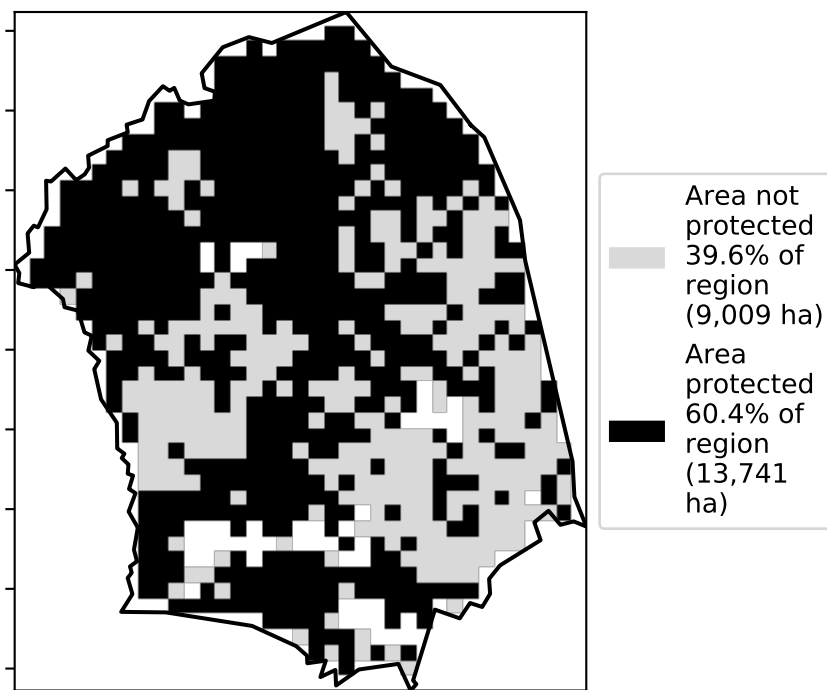 Area not
protected
39.6% of
region
(9,009 ha)
Area
protected
60.4% of
region
(13,741
ha)